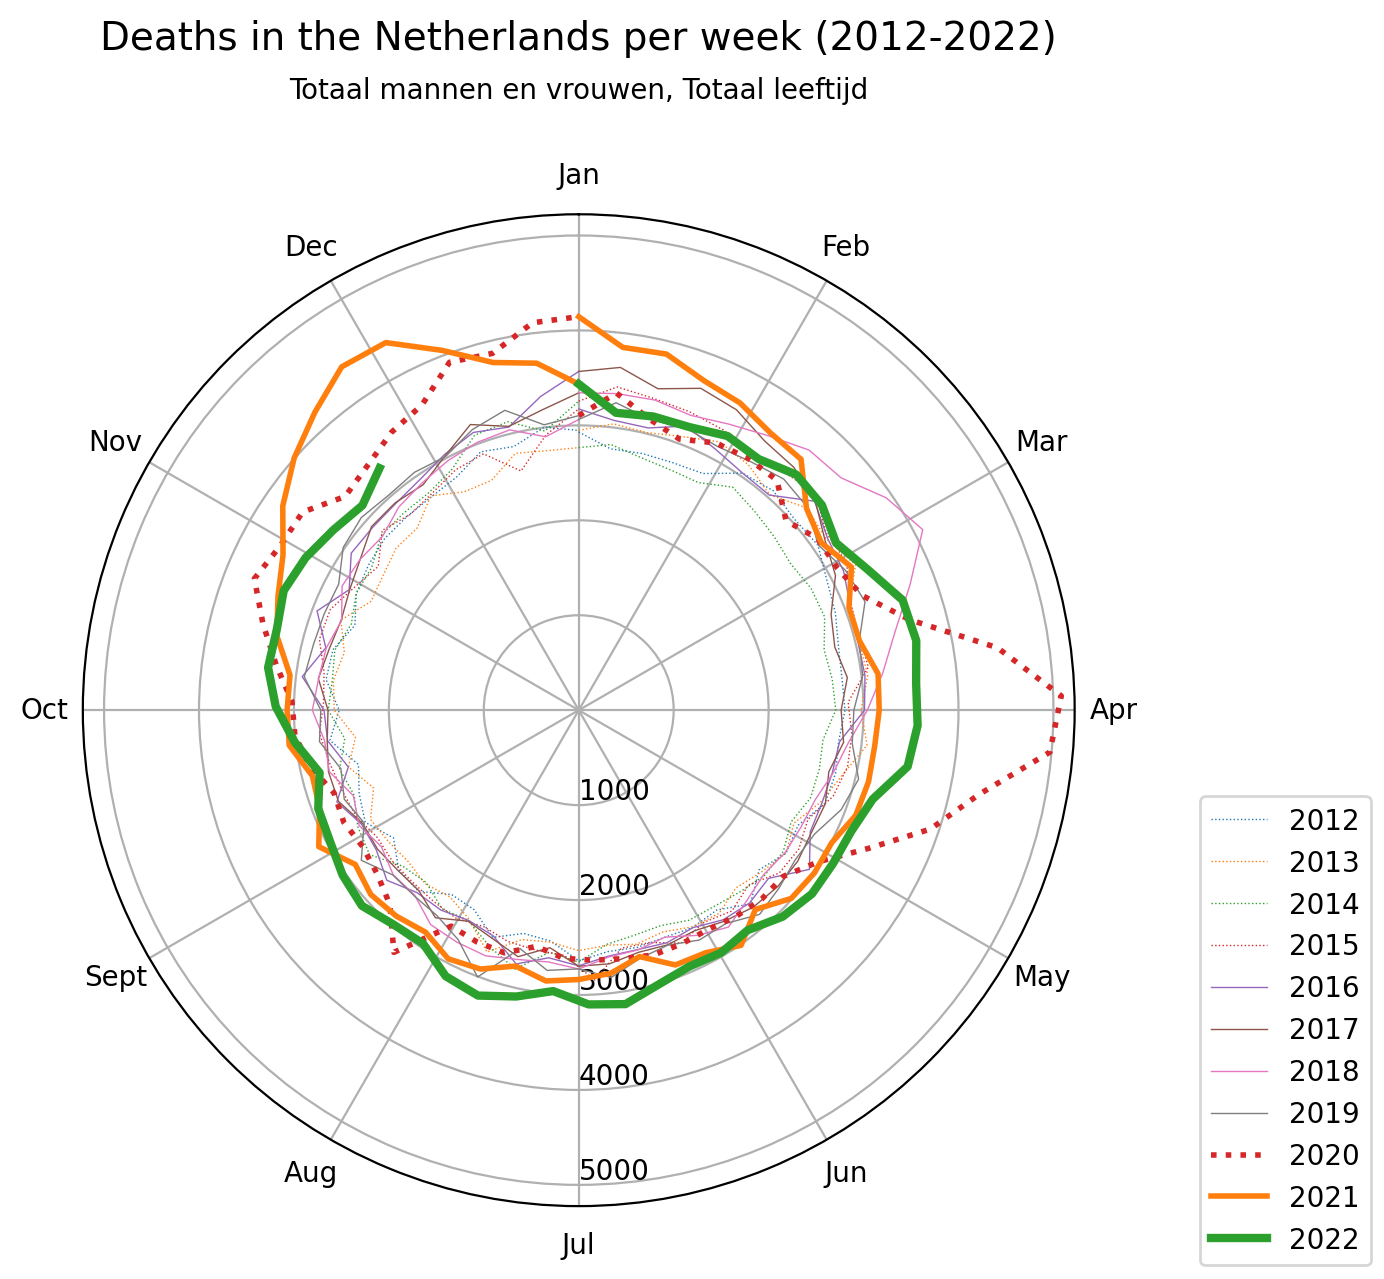 Deaths in the Netherlands per week (2012-2022)
Totaal mannen en vrouwen, Totaal leeftijd
Jan
Feb
Mar
Apr
May
Jun
Jul
Aug
Sept
Oct
Nov
Dec
1000
2000
3000
4000
5000
2012
2013
2014
2015
2016
2017
2018
2019
2020
2021
2022